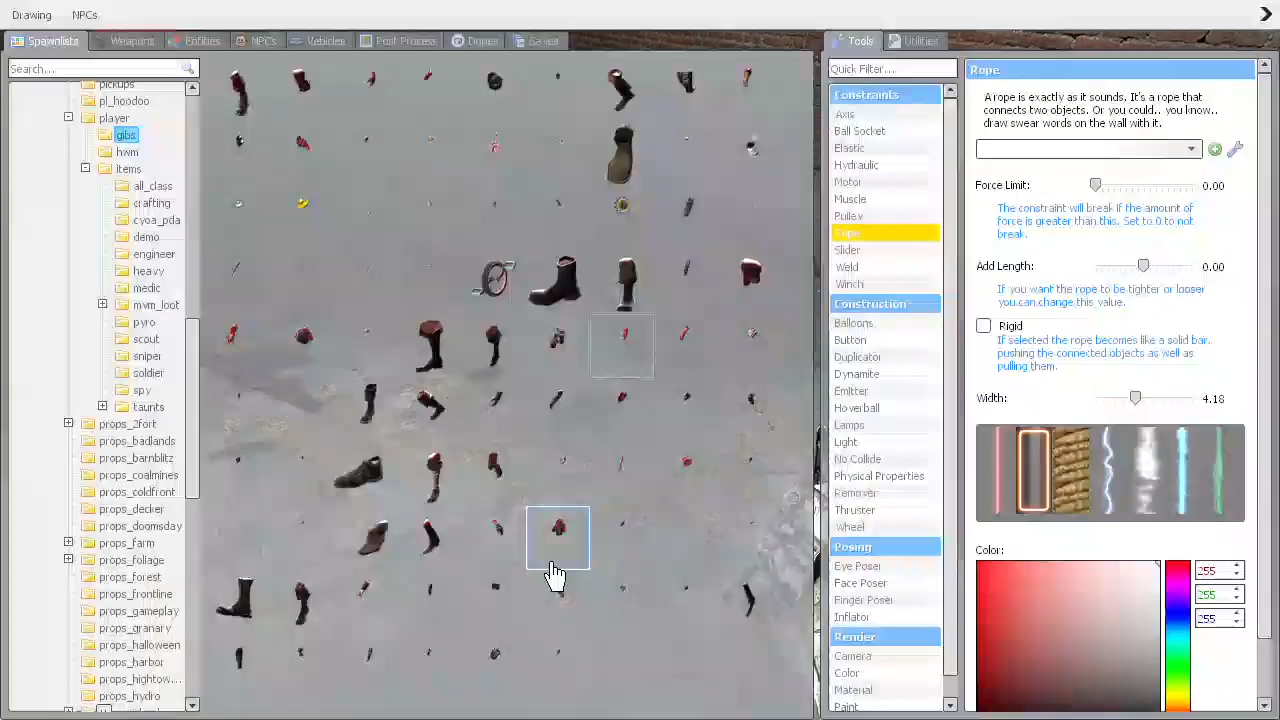 Drawing NPCs
Spawnlists Weapons Entities NPCs Vehicles Post Process Dupes Saves
Search...
pickups
pl_hoodoo
player
gibs
hwm
items
all_class
crafting
cyoa_pda
demo
engineer
heavy
medic
mvm_loot
pyro
scout
sniper
soldier
spy
taunts
props_2fort
props_badlands
props_barnblitz
props_coalmines
props_coldfront
props_decker
props_doomsday
props_farm
props_foliage
props_forest
props_frontline
props_gameplay
props_granary
props_halloween
props_harbor
props_hightow...
props_hydro
Tools Utilities
Quick Filter...
Constraints
Axis
Ball Socket
Elastic
Hydraulic
Motor
Muscle
Pulley
Rope
Slider
Weld
Winch
Construction
Balloons
Button
Duplicator
Dynamite
Emitter
Hoverball
Lamps
Light
No Collide
Physical Properties
Remover
Thruster
Wheel
Posing
Eye Poser
Face Poser
Finger Poser
Inflator
Render
Camera
Color
Material
Paint
Rope
A rope is exactly as it sounds. It's a rope that
connects two objects. Or you could.. you know..
draw swear words on the wall with it.
Force Limit: 0.00
The constraint will break if the amount of
force is greater than this. Set to 0 to not
break.
Add Length: 0.00
If you want the rope to be tighter or looser
you can change this value.
Rigid
If selected the rope becomes like a solid bar,
pushing the connected objects as well as
pulling them.
Width: 4.18
Color:
255
255
255